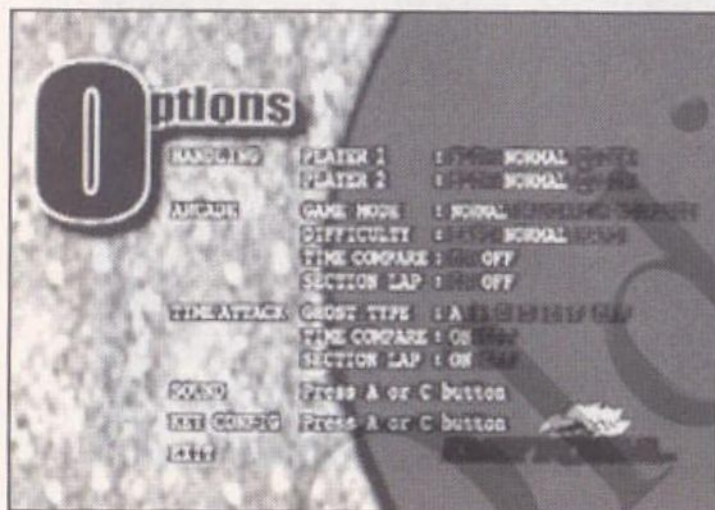 Options
HANDLING PLAYER 1 : NORMAL
PLAYER 2 : NORMAL
ARCADE GAME MODE : NORMAL
DIFFICULTY : NORMAL
TIME COMPARE : OFF
SECTION LAP : OFF
TIME ATTACK GHOST TYPE : A
TIME COMPARE : ON
SECTION LAP : ON
SOUND Press A or C button
KEY CONFIG Press A or C button
EXIT